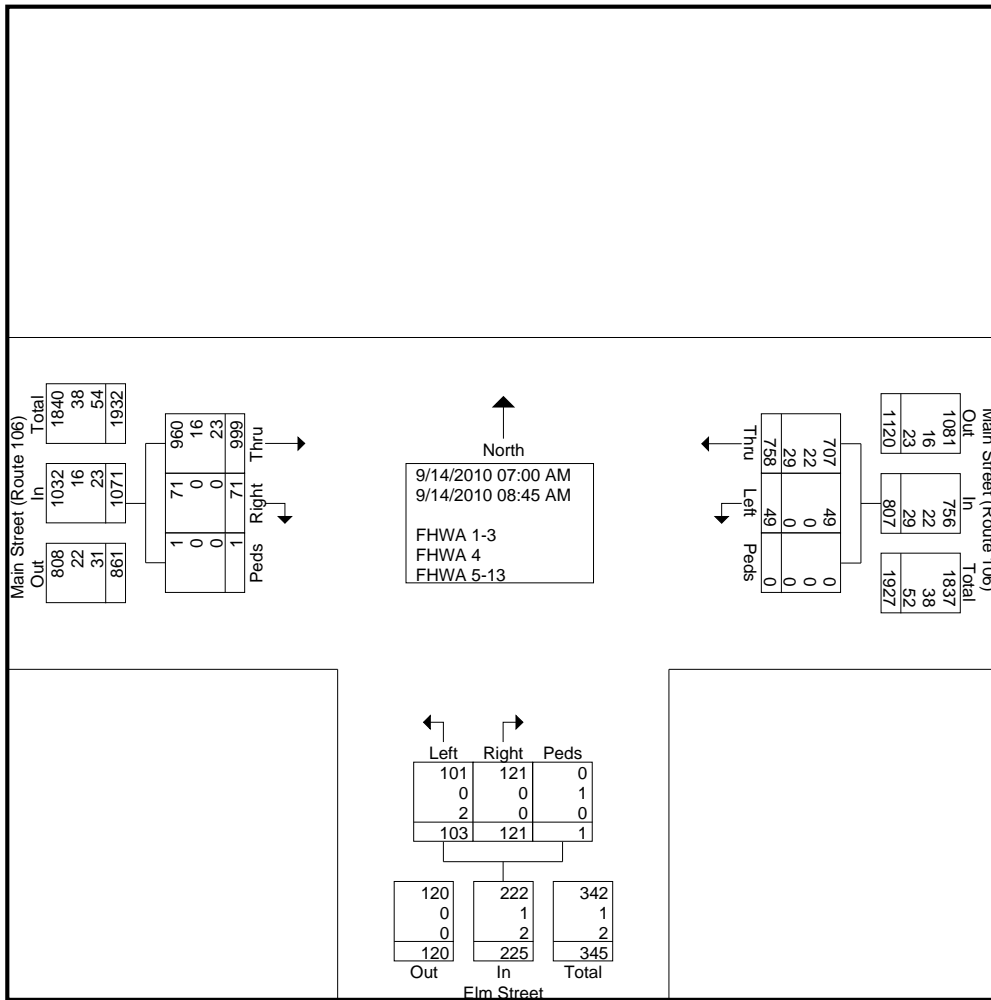 Main Street (Route 106)
Out
1081
16
23
1120
In
756
22
29
807
Total
1837
38
52
1927
Thru
707
22
29
758
Left
49
0
0
49
Peds
0
0
0
0
North
9/14/2010 07:00 AM
9/14/2010 08:45 AM
FHWA 1-3
FHWA 4
FHWA 5-13
Main Street (Route 106)
Total
1840
38
54
1932
In
1032
16
23
1071
Out
808
22
31
861
Thru
960
16
23
999
Right
71
0
0
71
Peds
1
0
0
1
Left Right Peds
101 121 0
0 0 1
2 0 0
103 121 1
120 222 342
0 1 1
0 2 2
120 225 345
Out In Total
Elm Street